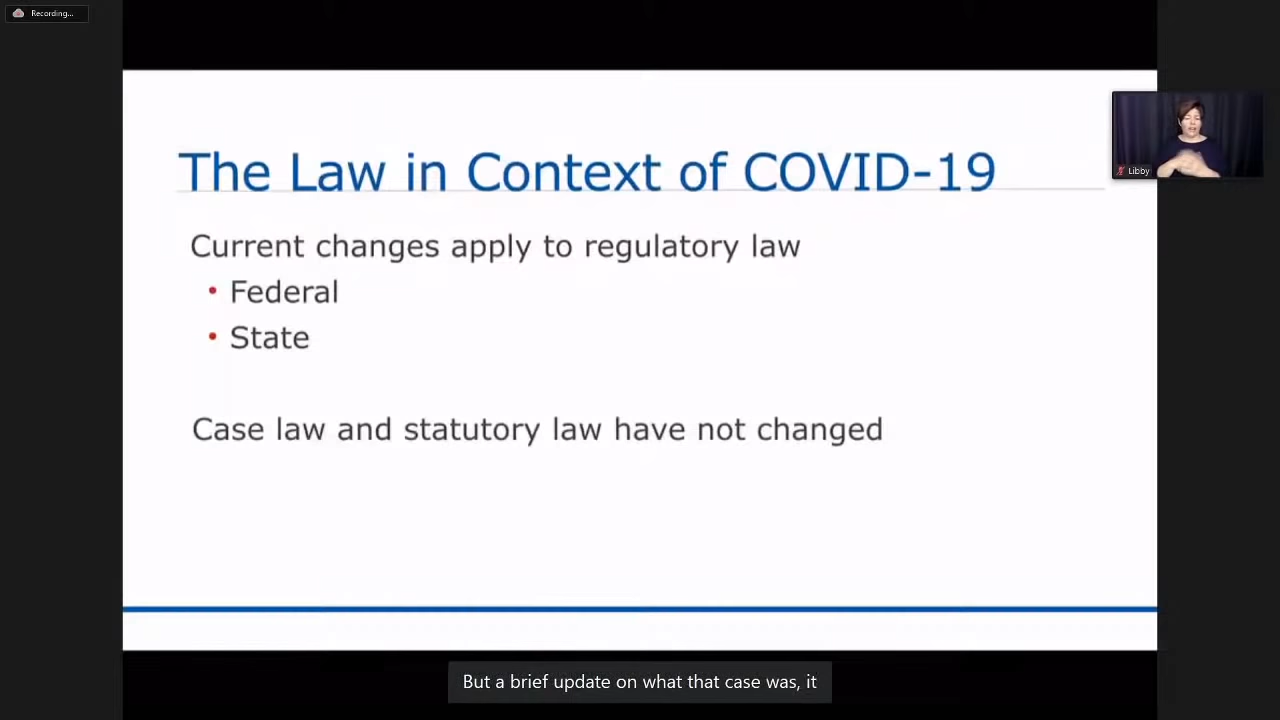 Recording...
The Law in Context of COVID-19
Libby
Current changes apply to regulatory law
• Federal
• State
Case law and statutory law have not changed
But a brief update on what that case was, it